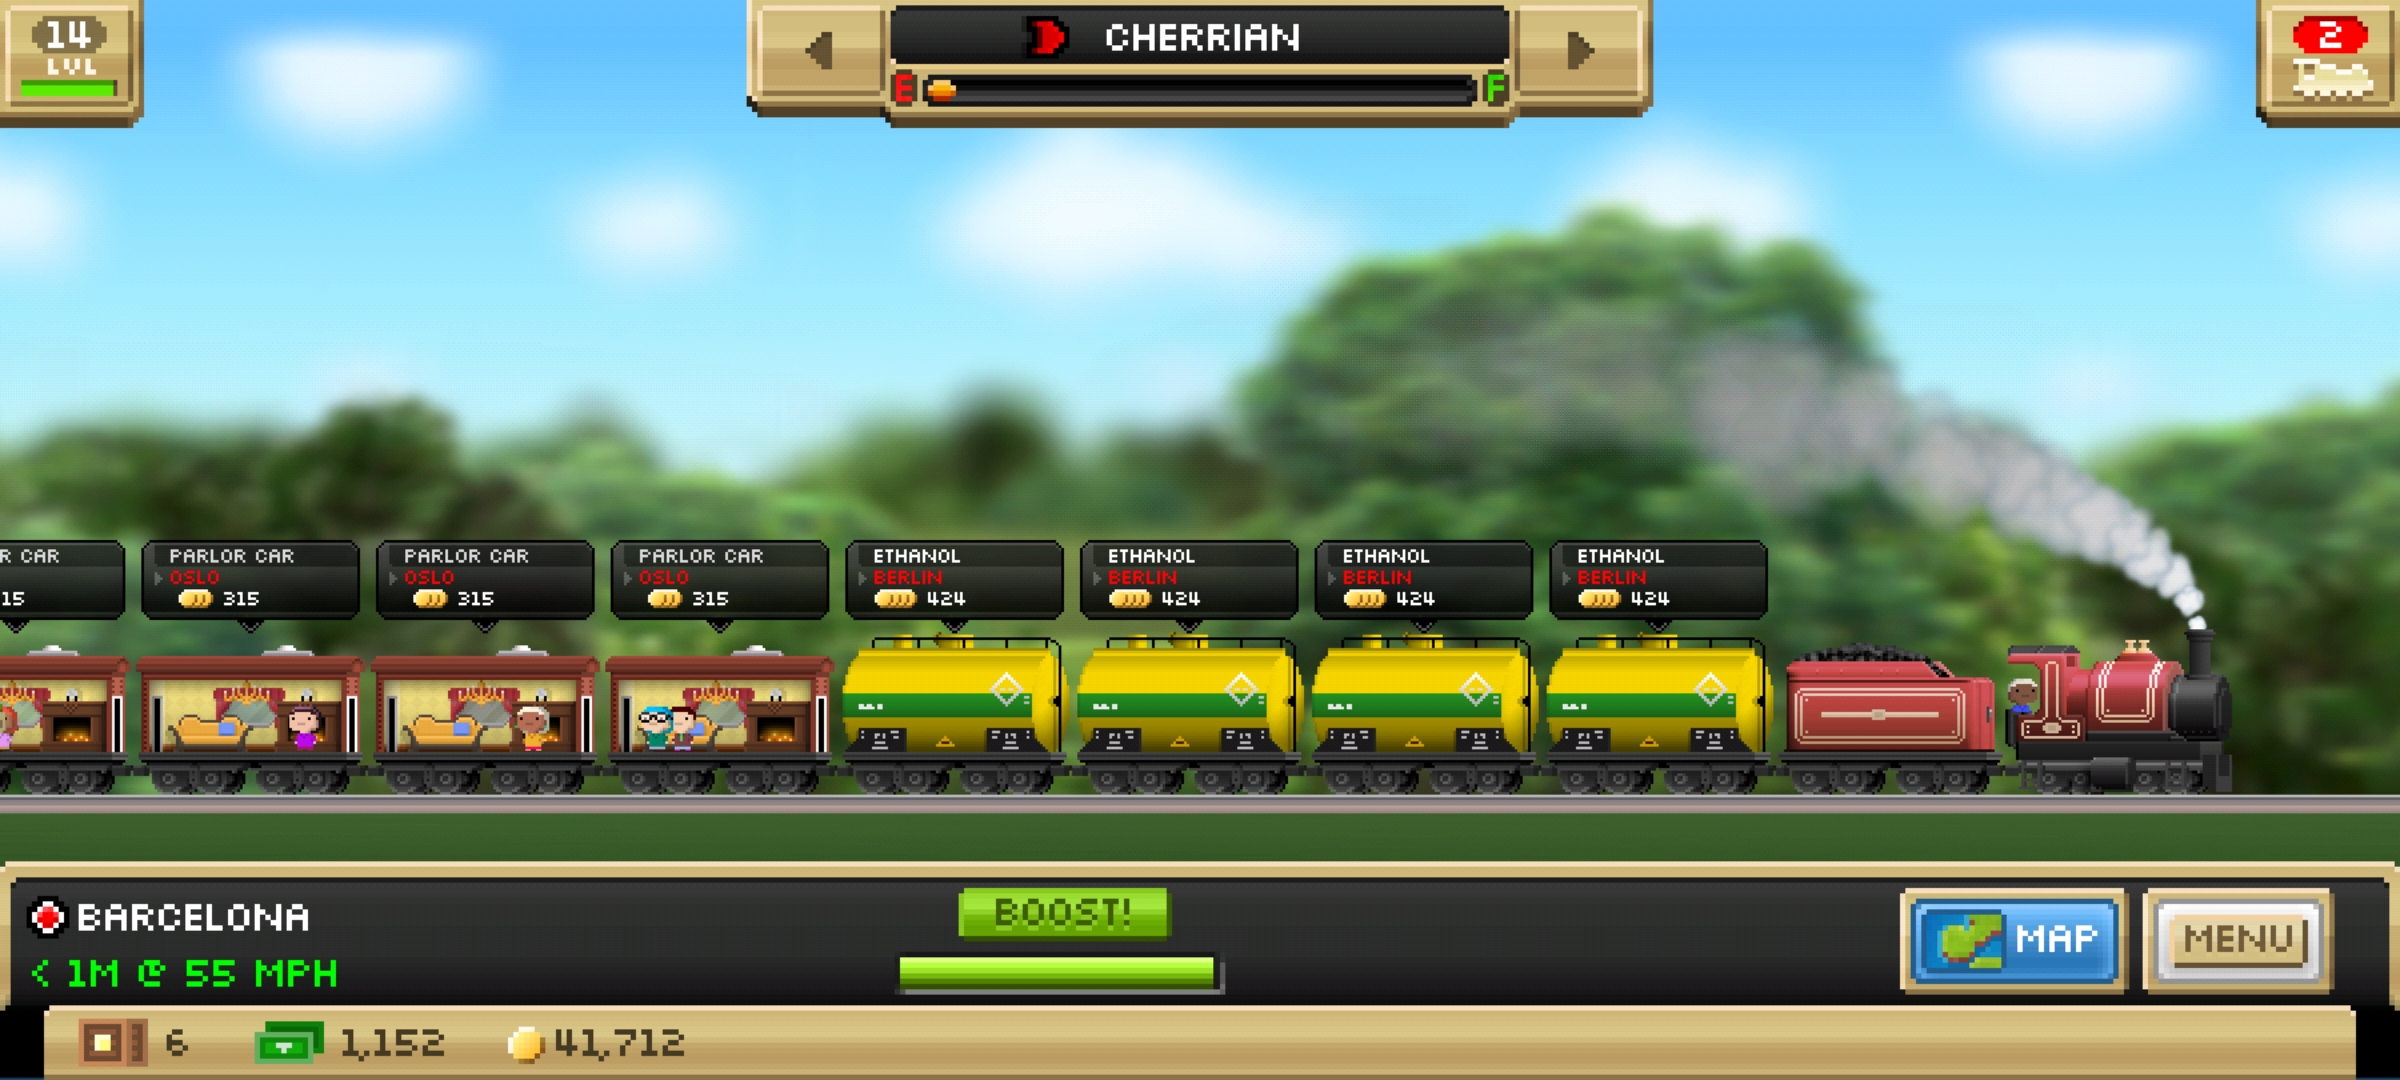 14
LVL
CHERRIAN
E F
2
R CAR
15
PARLOR CAR
OSLO
315
PARLOR CAR
OSLO
315
PARLOR CAR
OSLO
315
ETHANOL
BERLIN
424
ETHANOL
BERLIN
424
ETHANOL
BERLIN
424
ETHANOL
BERLIN
424
BARCELONA
< 1M @ 55 MPH
BOOST!
MAP
MENU
6 1,152 41,712